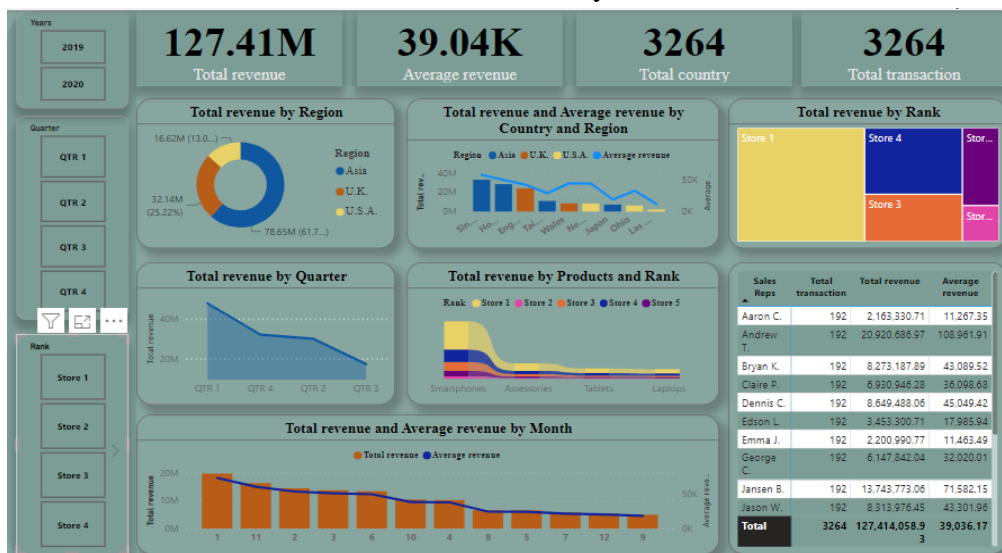 Years
2019
2020
Quarter
QTR 1
QTR 2
QTR 3
QTR 4
Rank
Store 1
Store 2
Store 3
Store 4
127.41M
Total revenue
39.04K
Average revenue
3264
Total country
3264
Total transaction
Total revenue by Region
16.62M (13.0...)
32.14M
(25.22%)
78.65M (61.7...)
Region
Asia
U.K.
U.S.A.
Total revenue and Average revenue by
Country and Region
Region Asia U.K. U.S.A. Average revenue
Total rev...
40M
20M
0M
50K
0K
Average ...
Sin... Ho... Eng... Tai... Wales Ne... Japan Ohio Las ...
Total revenue by Rank
Store 1
Store 4
Stor...
Store 3
Stor...
Total revenue by Quarter
Total revenue
40M
20M
QTR 1 QTR 4 QTR 2 QTR 3
Total revenue by Products and Rank
Rank Store 1 Store 2 Store 3 Store 4 Store 5
Smartphones Assessories Tablets Laptops
Total revenue and Average revenue by Month
Total revenue Average revenue
Total revenue
20M
10M
0M
50K
0K
Average reve...
1 11 2 3 6 10 4 8 5 7 12 9
Sales Reps Total transaction Total revenue Average revenue
Aaron C. 192 2,163,330.71 11,267.35
Andrew T. 192 20,920,686.97 108,961.91
Bryan K. 192 8,273,187.89 43,089.52
Claire P. 192 6,930,946.28 36,098.68
Dennis C. 192 8,649,488.06 45,049.42
Edson L. 192 3,453,300.71 17,985.94
Emma J. 192 2,200,990.77 11,463.49
George C. 192 6,147,842.04 32,020.01
Jansen B. 192 13,743,773.06 71,582.15
Jason W. 192 8,313,976.45 43,301.96
Total 3264 127,414,058.93 39,036.17